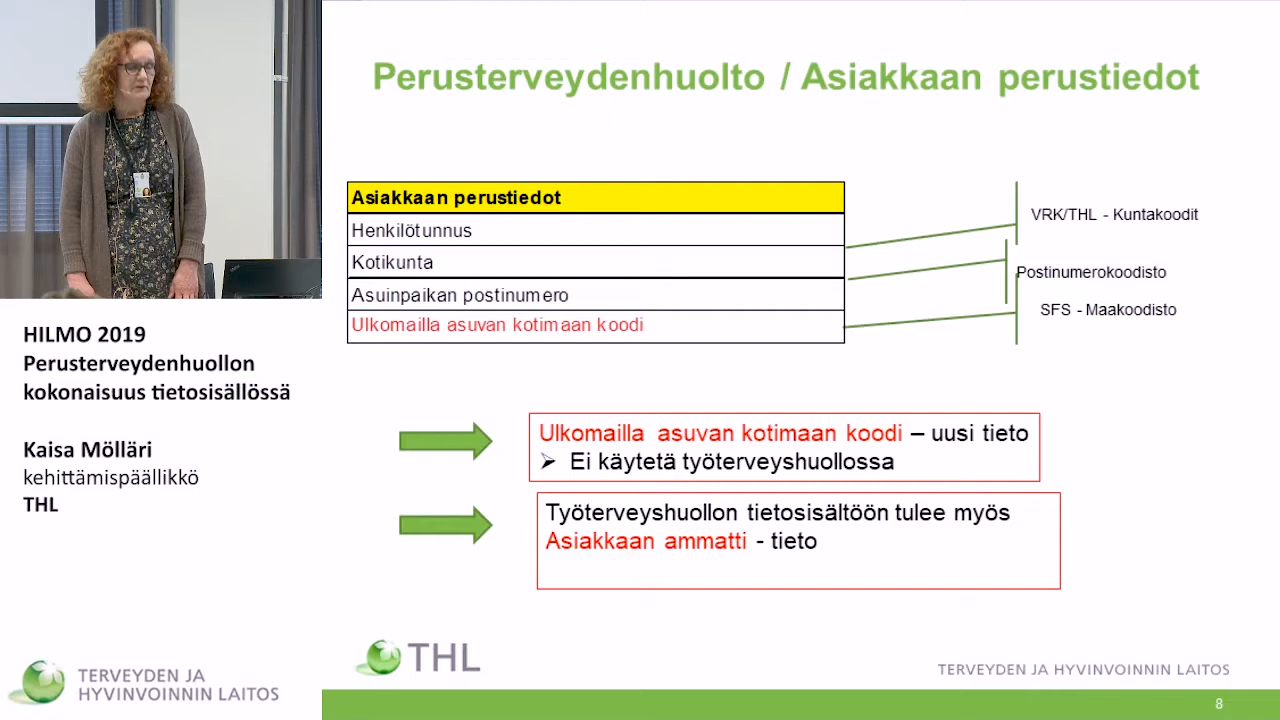 Perusterveydenhuolto / Asiakkaan perustiedot
Asiakkaan perustiedot
Henkilötunnus
Kotikunta
Asuinpaikan postinumero
Ulkomailla asuvan kotimaan koodi
VRK/THL - Kuntakoodit
Postinumerokoodisto
SFS - Maakoodisto
HILMO 2019
Perusterveydenhuollon
kokonaisuus tietosisällössä
Kaisa Mölläri
kehittämispäällikkö
THL
Ulkomailla asuvan kotimaan koodi – uusi tieto
Ei käytetä työterveyshuollossa
Työterveyshuollon tietosisältöön tulee myös
Asiakkaan ammatti - tieto
TERVEYDEN JA
HYVINVOINNIN LAITOS
THL
TERVEYDEN JA HYVINVOINNIN LAITOS
8